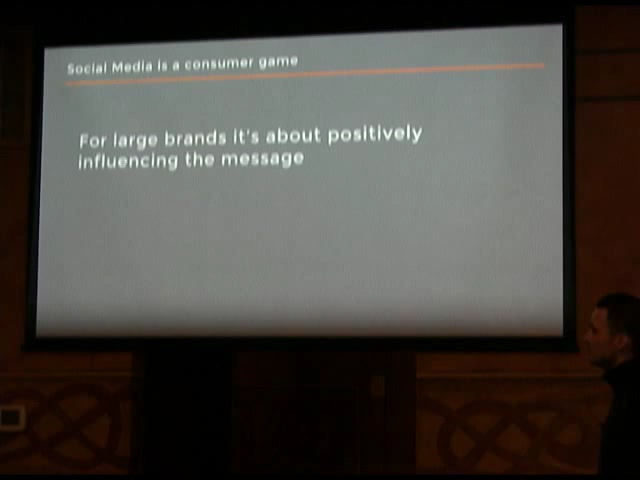 Social Media is a consumer game
For large brands it's about positively
influencing the message